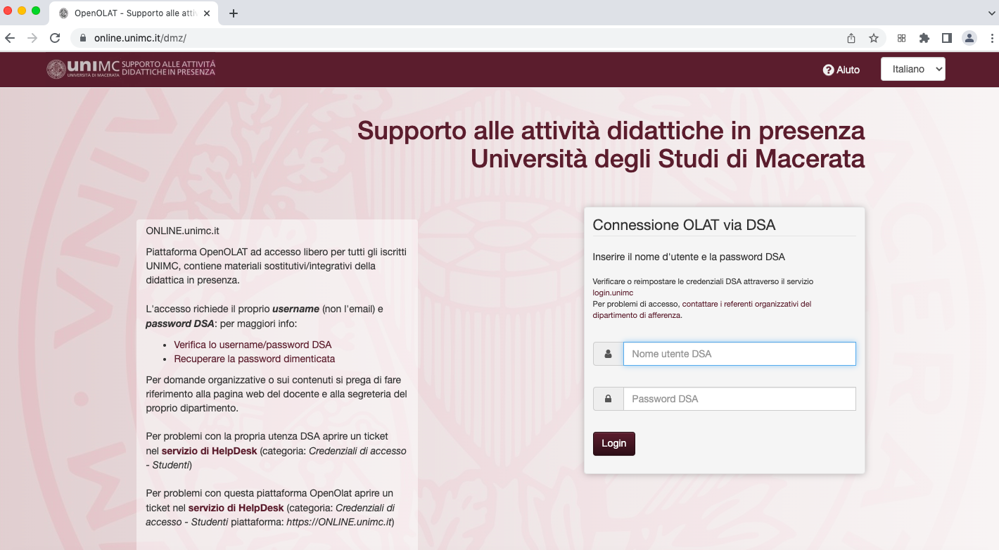 OpenOLAT - Supporto alle atti
online.unimc.it/dmz/
UNIMC SUPPORTO ALLE ATTIVITÀ
UNIVERSITÀ DI MACERATA DIDATTICHE IN PRESENZA
Aiuto
Italiano
Supporto alle attività didattiche in presenza
Università degli Studi di Macerata
ONLINE.unimc.it
Piattaforma OpenOLAT ad accesso libero per tutti gli iscritti
UNIMC, contiene materiali sostitutivi/integrativi della
didattica in presenza.
L'accesso richiede il proprio username (non l'email) e
password DSA: per maggiori info:
• Verifica lo username/password DSA
• Recuperare la password dimenticata
Per domande organizzative o sui contenuti si prega di fare
riferimento alla pagina web del docente e alla segreteria del
proprio dipartimento.
Per problemi con la propria utenza DSA aprire un ticket
nel servizio di HelpDesk (categoria: Credenziali di accesso
- Studenti)
Per problemi con questa piattaforma OpenOlat aprire un
ticket nel servizio di HelpDesk (categoria: Credenziali di
accesso - Studenti piattaforma: https://ONLINE.unimc.it)
Connessione OLAT via DSA
Inserire il nome d'utente e la password DSA
Verificare o reimpostare le credenziali DSA attraverso il servizio
login.unimc
Per problemi di accesso, contattare i referenti organizzativi del
dipartimento di afferenza.
Nome utente DSA
Password DSA
Login